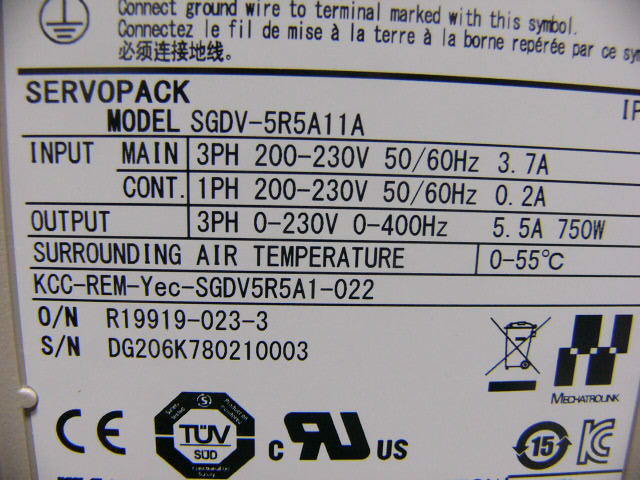 Connect ground wire to terminal marked with this symbol.
Connectez le fil de mise à la terre à la borne repérée par ce
必须连接地线。
SERVOPACK
MODEL SGDV-5R5A11A
INPUT MAIN 3PH 200-230V 50/60Hz 3.7A
CONT. 1PH 200-230V 50/60Hz 0.2A
OUTPUT 3PH 0-230V 0-400Hz 5.5A 750W
SURROUNDING AIR TEMPERATURE 0-55℃
KCC-REM-Yec-SGDV5R5A1-022
O/N R19919-023-3
S/N DG206K780210003
MECHATROLINK
CE
TÜV
SÜD
c RU US
15